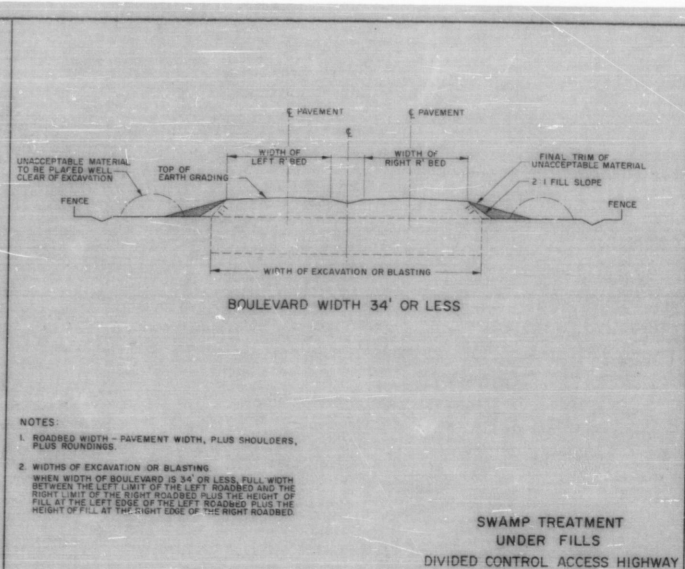 ℄ PAVEMENT
℄ PAVEMENT
℄
UNACCEPTABLE MATERIAL
TO BE PLACED WELL
CLEAR OF EXCAVATION
TOP OF
EARTH GRADING
WIDTH OF
LEFT R' BED
WIDTH OF
RIGHT R' BED
FINAL TRIM OF
UNACCEPTABLE MATERIAL
2:1 FILL SLOPE
FENCE
FENCE
WIDTH OF EXCAVATION OR BLASTING
BOULEVARD WIDTH 34' OR LESS
NOTES:
1. ROADBED WIDTH - PAVEMENT WIDTH, PLUS SHOULDERS,
PLUS ROUNDINGS.
2. WIDTHS OF EXCAVATION OR BLASTING
WHEN WIDTH OF BOULEVARD IS 34' OR LESS, FULL WIDTH
BETWEEN THE LEFT LIMIT OF THE LEFT ROADBED AND THE
RIGHT LIMIT OF THE RIGHT ROADBED PLUS THE HEIGHT OF
FILL AT THE LEFT EDGE OF THE LEFT ROADBED PLUS THE
HEIGHT OF FILL AT THE RIGHT EDGE OF THE RIGHT ROADBED.
SWAMP TREATMENT
UNDER FILLS
DIVIDED CONTROL ACCESS HIGHWAY